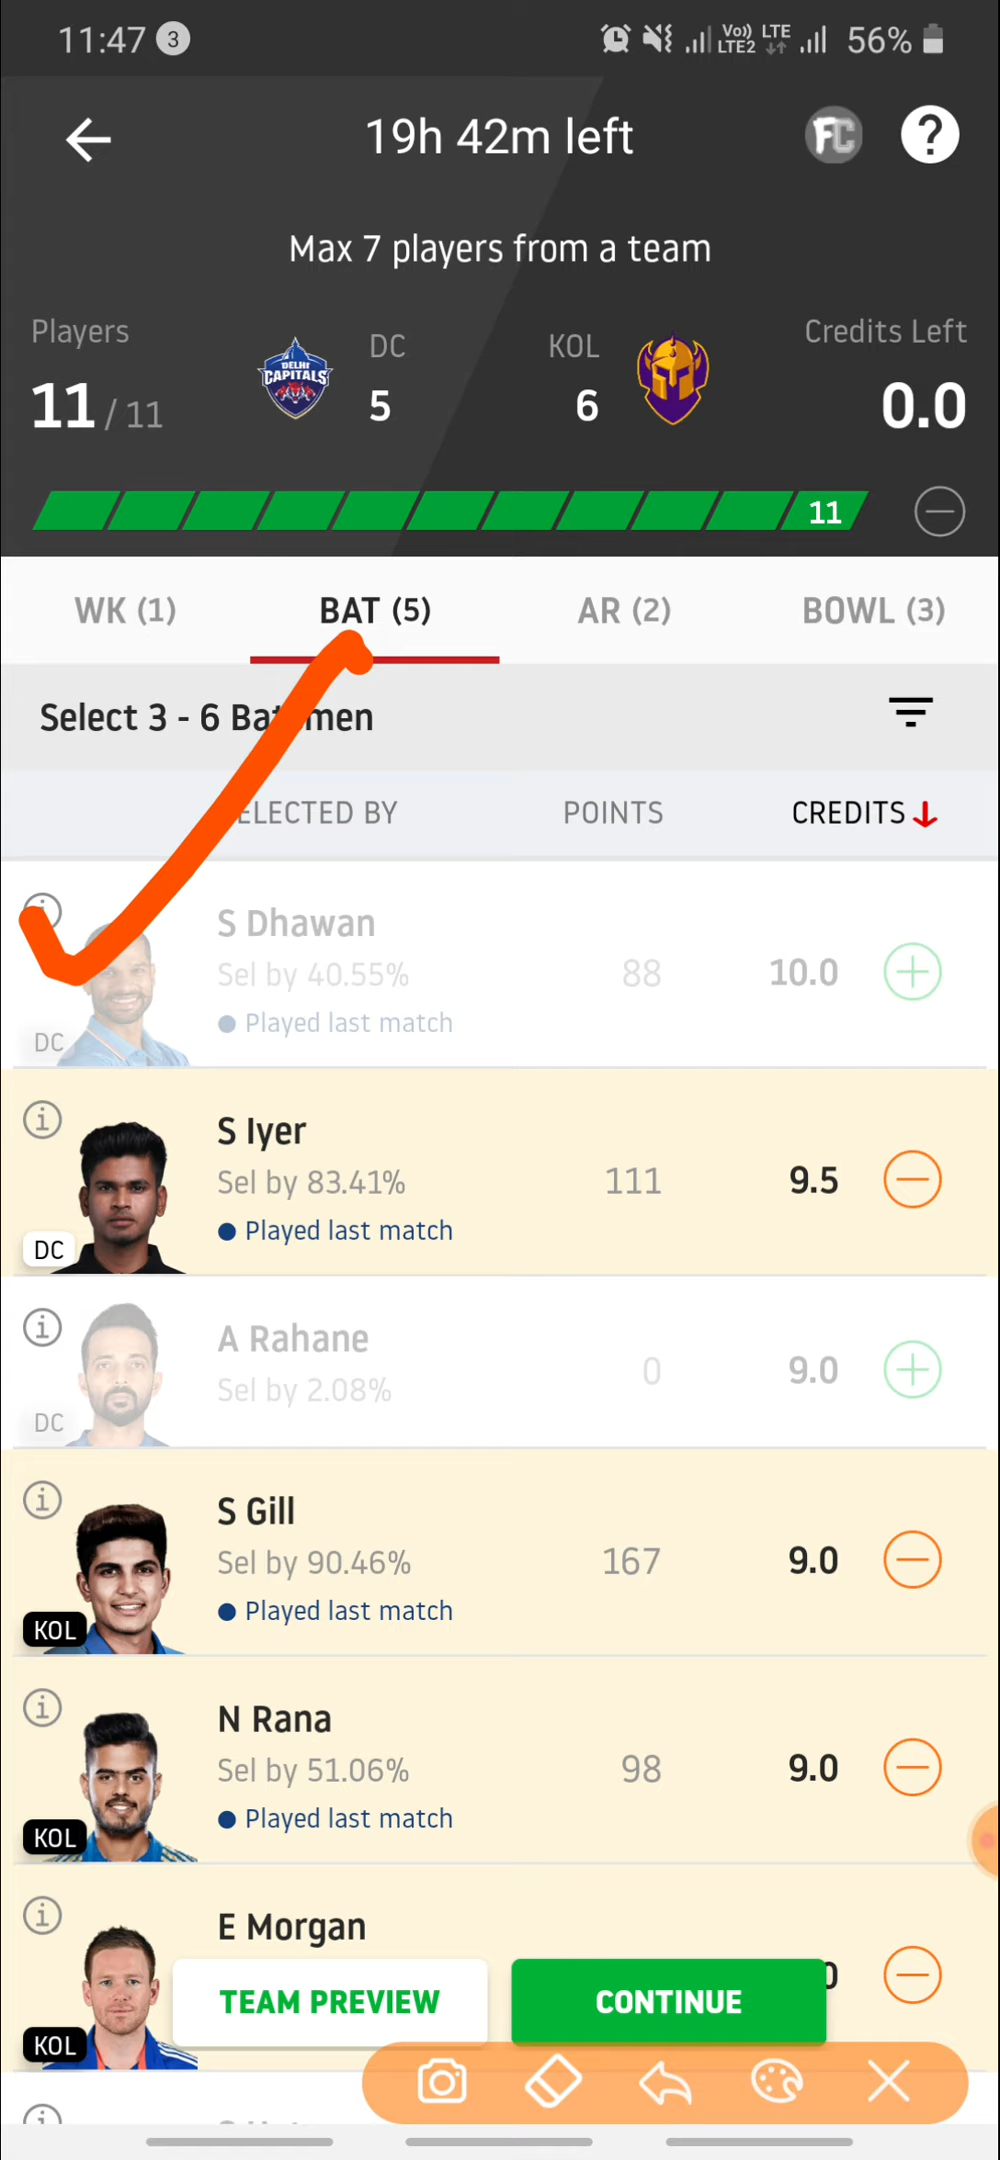 11:47 3 Vo)) LTE2 LTE 56%
19h 42m left FC ?
Max 7 players from a team
Players DC KOL Credits Left
DELHI CAPITALS
11 / 11 5 6 0.0
11
WK (1) BAT (5) AR (2) BOWL (3)
Select 3 - 6 Batsmen
ELECTED BY POINTS CREDITS
S Dhawan
Sel by 40.55% 88 10.0
Played last match
DC
S Iyer
Sel by 83.41% 111 9.5
Played last match
DC
A Rahane
Sel by 2.08% 0 9.0
DC
S Gill
Sel by 90.46% 167 9.0
Played last match
KOL
N Rana
Sel by 51.06% 98 9.0
Played last match
KOL
E Morgan
TEAM PREVIEW CONTINUE
KOL